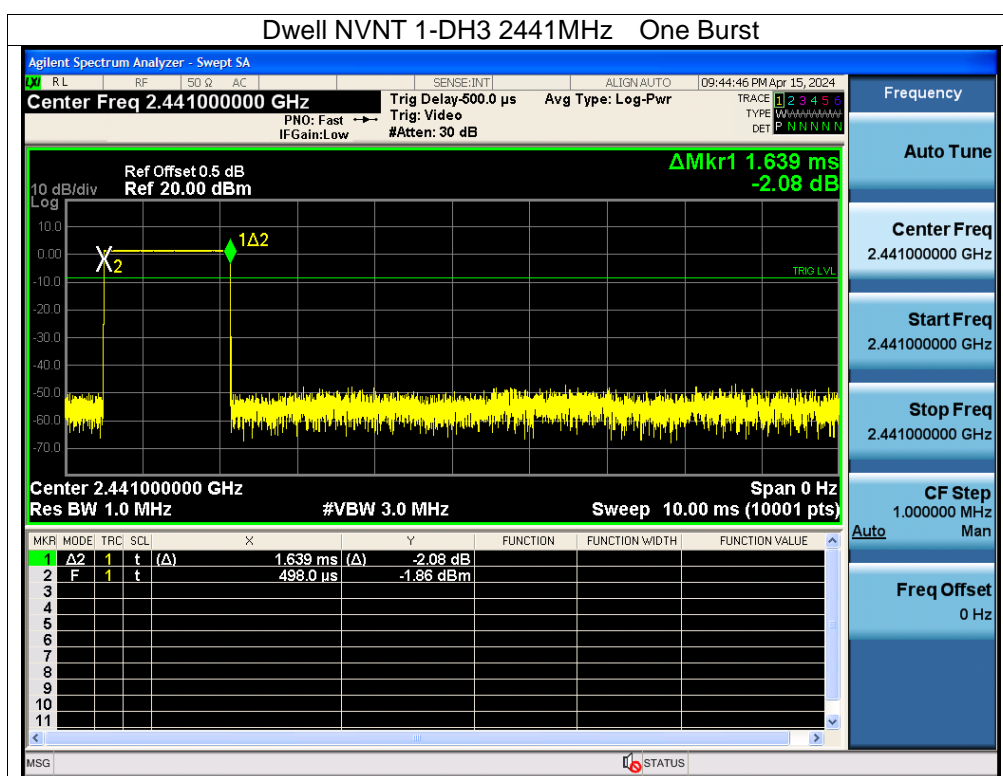 Dwell NVNT 1-DH3 2441MHz One Burst
Agilent Spectrum Analyzer - Swept SA
LXI RL RF 50 Ω AC SENSE:INT ALIGN AUTO 09:44:46 PM Apr 15, 2024
Center Freq 2.441000000 GHz Trig Delay-500.0 µs Avg Type: Log-Pwr TRACE 1 2 3 4 5 6
PNO: Fast Trig: Video TYPE WWWWWW
IFGain:Low #Atten: 30 dB DET P N N N N N
ΔMkr1 1.639 ms
-2.08 dB
Ref Offset 0.5 dB
10 dB/div Ref 20.00 dBm
Log
10.0
0.00
-10.0
-20.0
-30.0
-40.0
-50.0
-60.0
-70.0
1Δ2
2
TRIG LVL
Center 2.441000000 GHz Span 0 Hz
Res BW 1.0 MHz #VBW 3.0 MHz Sweep 10.00 ms (10001 pts)
MKR MODE TRC SCL X Y FUNCTION FUNCTION WIDTH FUNCTION VALUE
1 Δ2 1 t (Δ) 1.639 ms (Δ) -2.08 dB
2 F 1 t 498.0 µs -1.86 dBm
3
4
5
6
7
8
9
10
11
MSG STATUS
Frequency
Auto Tune
Center Freq
2.441000000 GHz
Start Freq
2.441000000 GHz
Stop Freq
2.441000000 GHz
CF Step
1.000000 MHz
Auto Man
Freq Offset
0 Hz